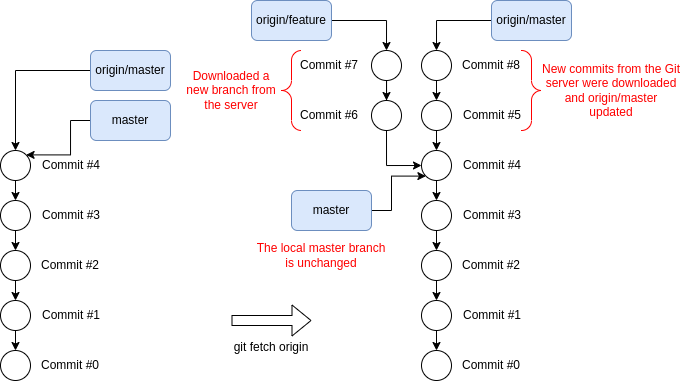 origin/master
master
Commit #4
Commit #3
Commit #2
Commit #1
Commit #0
git fetch origin
origin/feature
Downloaded a
new branch from
the server
Commit #7
Commit #6
master
The local master branch
is unchanged
origin/master
Commit #8
Commit #5
Commit #4
Commit #3
Commit #2
Commit #1
Commit #0
New commits from the Git
server were downloaded
and origin/master
updated